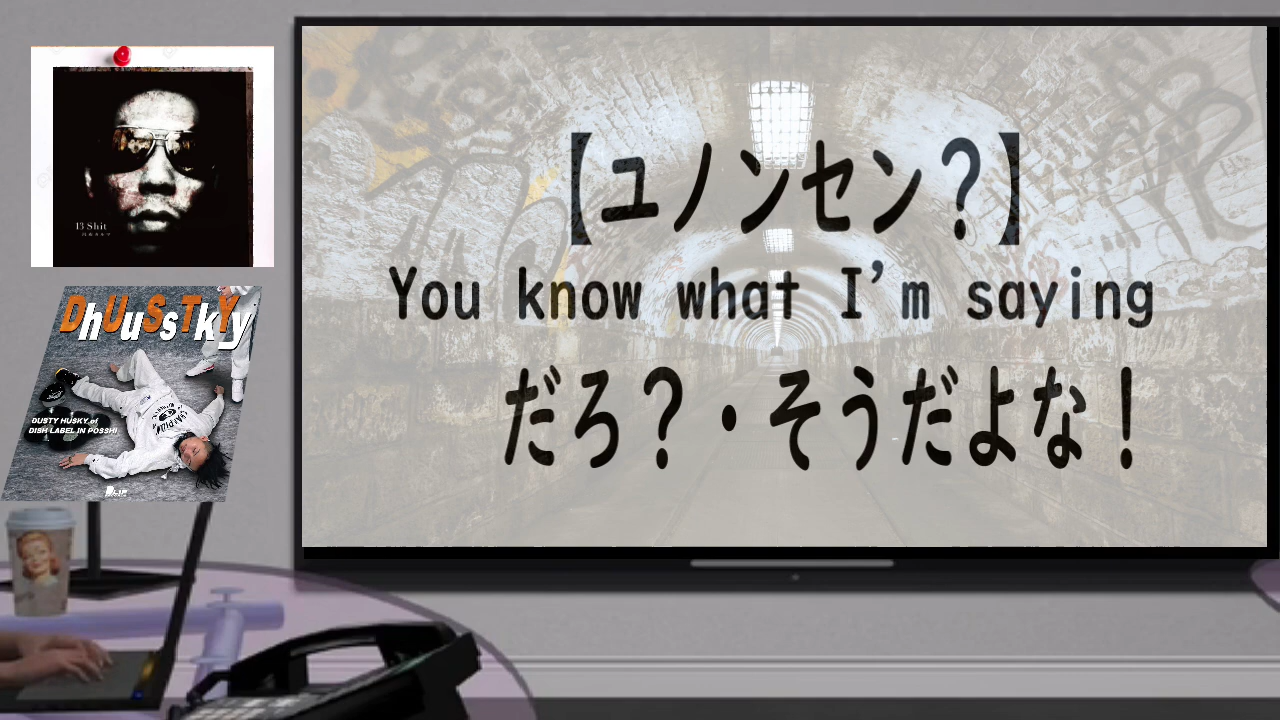 【ユノンセン？】
You know what I'm saying
だろ？・そうだよな！
13 Shit
DhUuSsTkYy
DUSTY HUSKY of
DISH LABEL IN POSSHI